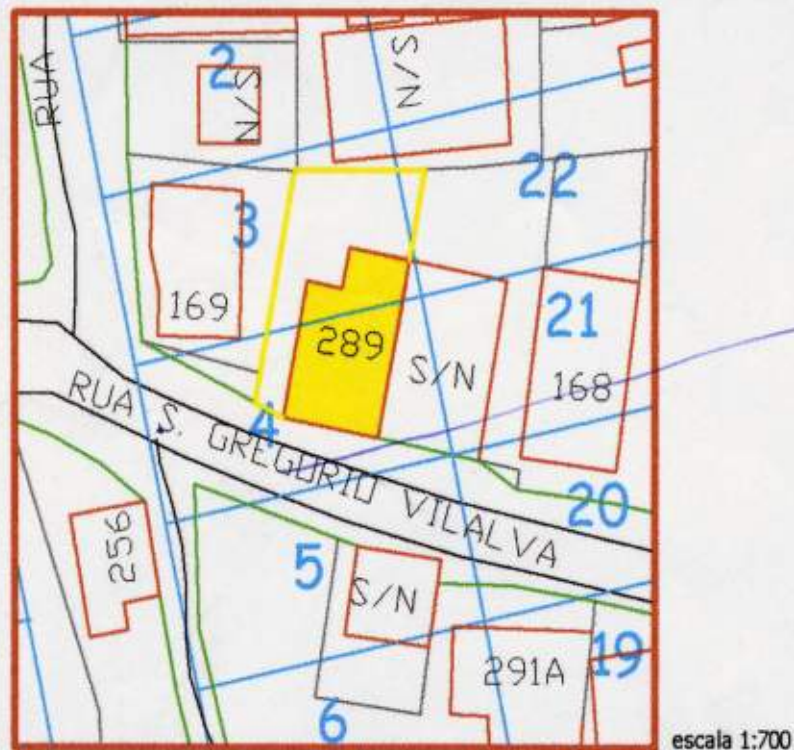 RUA
2
N/S
N/S
22
3
169
289
S/N
21
168
4
RUA S. GREGORIO VILALVA
20
256
5
S/N
291A
19
6
escala 1:700